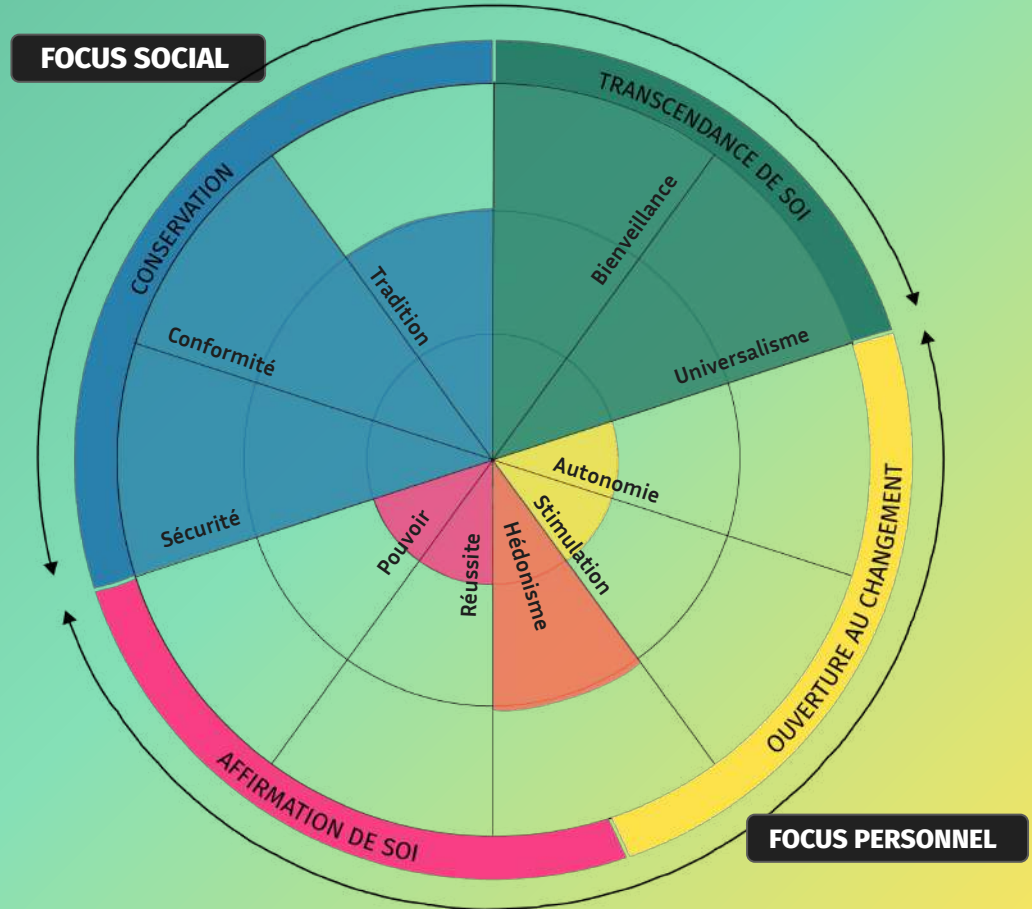 FOCUS SOCIAL
TRANSCENDANCE DE SOI
CONSERVATION
Bienveillance
Tradition
Conformité
Universalisme
Autonomie
Sécurité
Stimulation
Pouvoir
Réussite
Hédonisme
OUVERTURE AU CHANGEMENT
AFFIRMATION DE SOI
FOCUS PERSONNEL